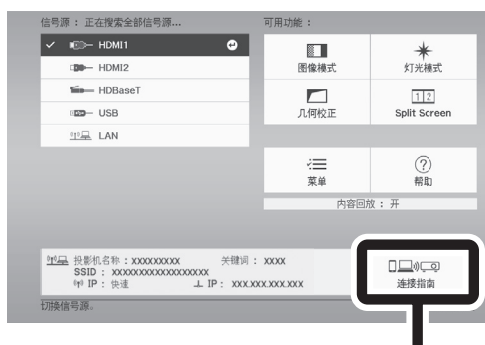 信号源 : 正在搜索全部信号源...
HDMI1
HDMI2
HDBaseT
USB
LAN
可用功能 :
图像模式
灯光模式
几何校正
1 2
Split Screen
菜单
?
帮助
内容回放 : 开
投影机名称 : xxxxxxxxx 关键词 : xxxx
SSID : xxxxxxxxxxxxxxxxxx
IP : 快速 IP : xxx.xxx.xxx.xxx
连接指南
切换信号源。